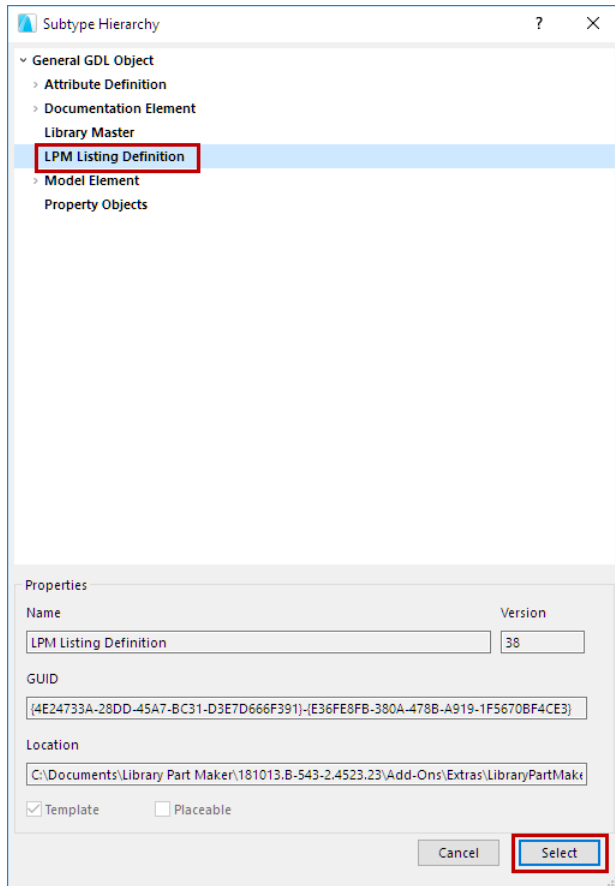 Subtype Hierarchy
General GDL Object
Attribute Definition
Documentation Element
Library Master
LPM Listing Definition
Model Element
Property Objects
Properties
Name Version
LPM Listing Definition 38
GUID
{4E24733A-28DD-45A7-BC31-D3E7D666F391}-{E36FE8FB-380A-478B-A919-1F5670BF4CE3}
Location
C:\Documents\Library Part Maker\181013.B-543-2.4523.23\Add-Ons\Extras\LibraryPartMake
Template Placeable
Cancel Select